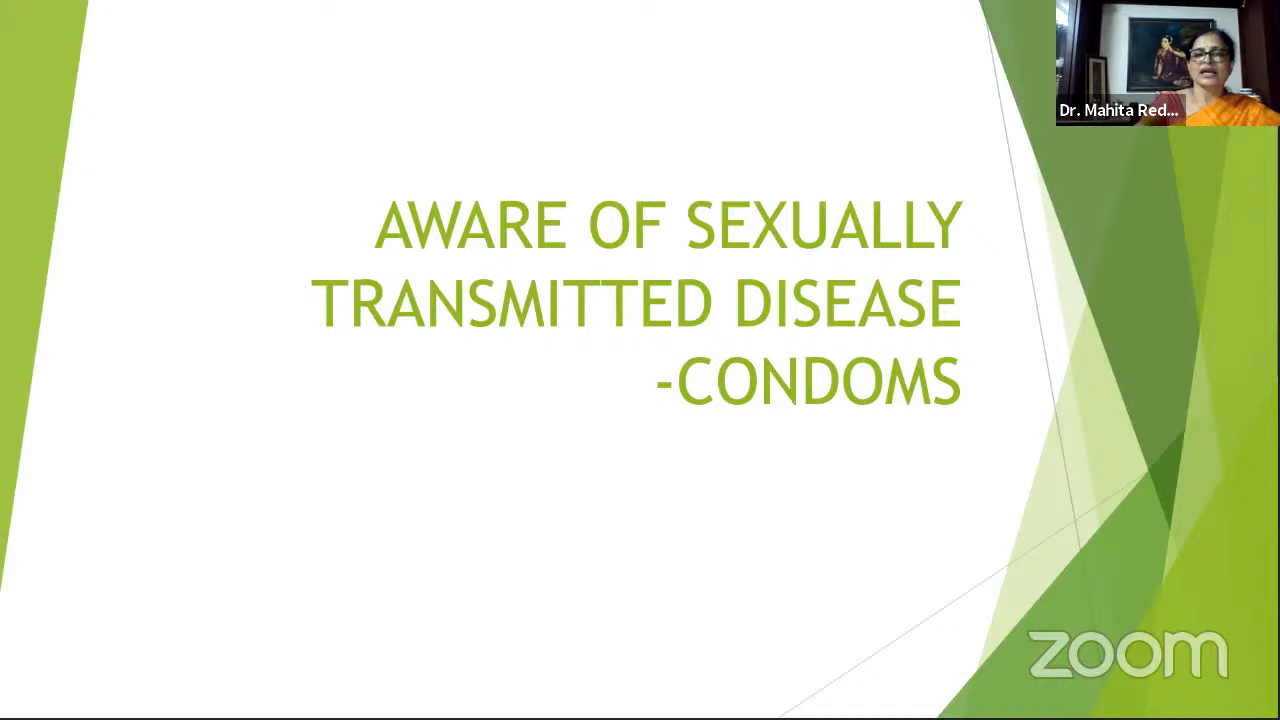 Dr. Mahita Red...
AWARE OF SEXUALLY
TRANSMITTED DISEASE
-CONDOMS
zoom